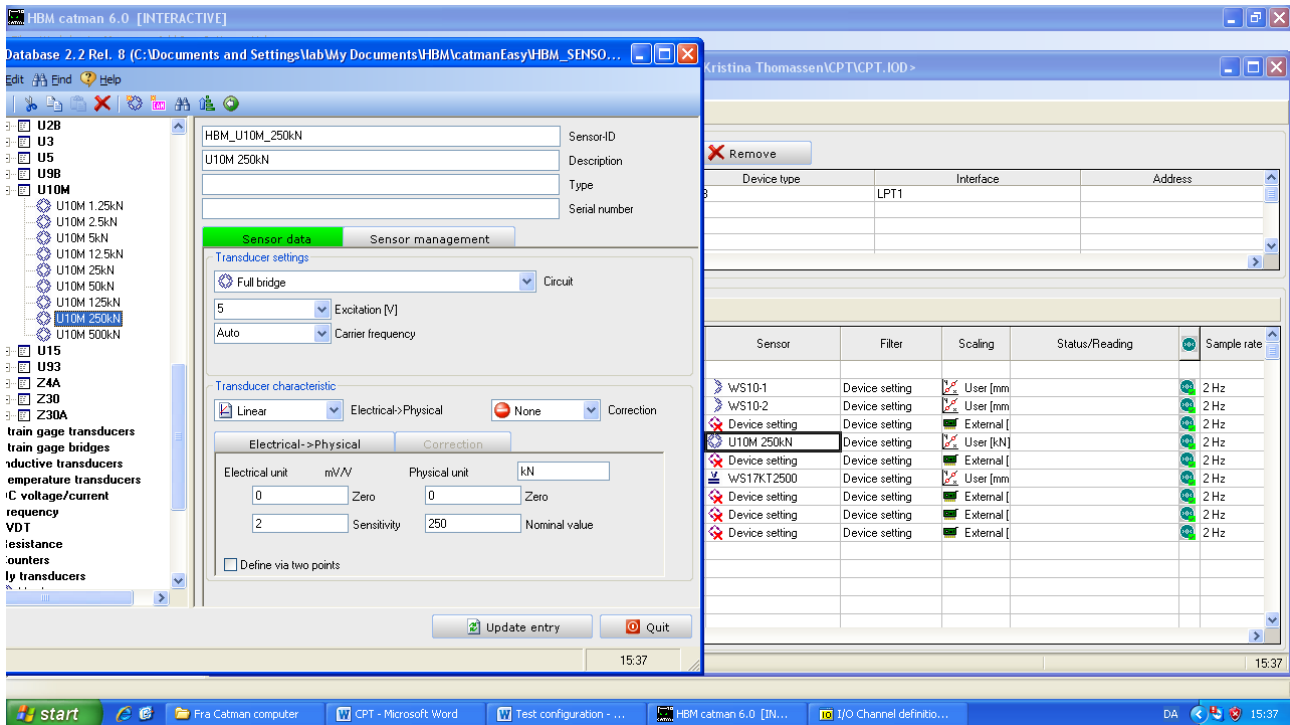 HBM catman 6.0 [INTERACTIVE]
Database 2.2 Rel. 8 (C:\Documents and Settings\lab\My Documents\HBM\catmanEasy\HBM_SENSO...
Edit Find Help
U2B
U3
U5
U9B
U10M
U10M 1.25kN
U10M 2.5kN
U10M 5kN
U10M 12.5kN
U10M 25kN
U10M 50kN
U10M 125kN
U10M 250kN
U10M 500kN
U15
U93
Z4A
Z30
Z30A
train gage transducers
train gage bridges
nductive transducers
emperature transducers
C voltage/current
requency
VDT
esistance
ounters
ly transducers
HBM_U10M_250kN Sensor-ID
U10M 250kN Description
Type
Serial number
Sensor data Sensor management
Transducer settings
Full bridge Circuit
5 Excitation [V]
Auto Carrier frequency
Transducer characteristic
Linear Electrical->Physical None Correction
Electrical->Physical Correction
Electrical unit mV/V Physical unit kN
0 Zero 0 Zero
2 Sensitivity 250 Nominal value
Define via two points
Update entry Quit
15:37
Kristina Thomassen\CPT\CPT.IOD>
Remove
Device type Interface Address
LPT1
Sensor Filter Scaling Status/Reading Sample rate
WS10-1 Device setting User [mm 2 Hz
WS10-2 Device setting User [mm 2 Hz
Device setting Device setting External [ 2 Hz
U10M 250kN Device setting User [kN] 2 Hz
Device setting Device setting External [ 2 Hz
WS17KT2500 Device setting User [mm 2 Hz
Device setting Device setting External [ 2 Hz
Device setting Device setting External [ 2 Hz
Device setting Device setting External [ 2 Hz
15:37
start Fra Catman computer CPT - Microsoft Word Test configuration - ... HBM catman 6.0 [IN... I/O Channel definitio... DA 15:37